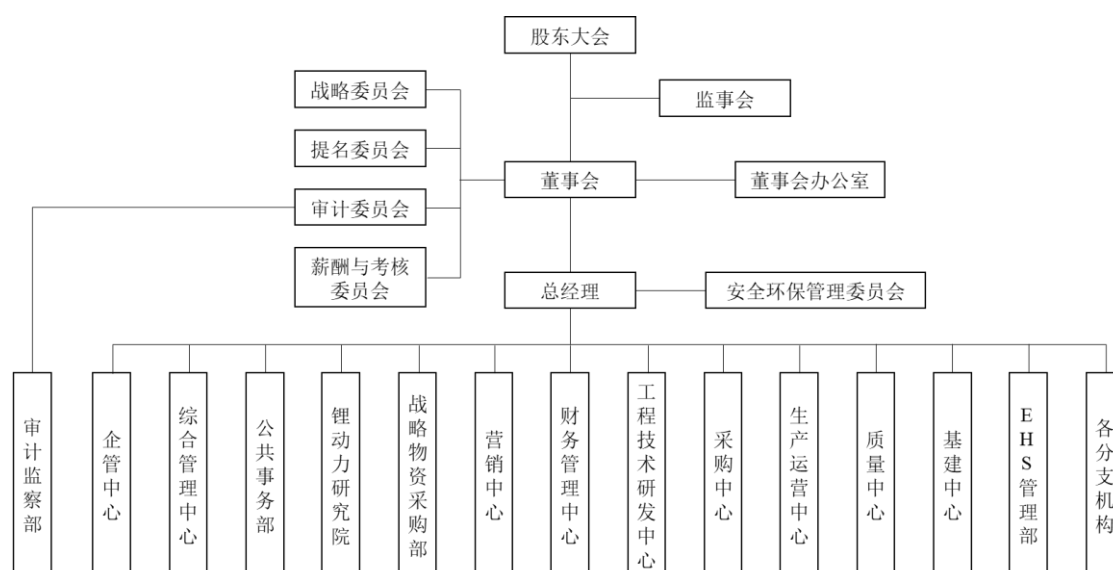 股东大会
战略委员会
监事会
提名委员会
董事会
董事会办公室
审计委员会
薪酬与考核
委员会
总经理
安全环保管理委员会
审计监察部
企管中心
综合管理中心
公共事务部
锂动力研究院
战略物资采购部
营销中心
财务管理中心
工程技术研发中心
采购中心
生产运营中心
质量中心
基建中心
EHS管理部
各分支机构